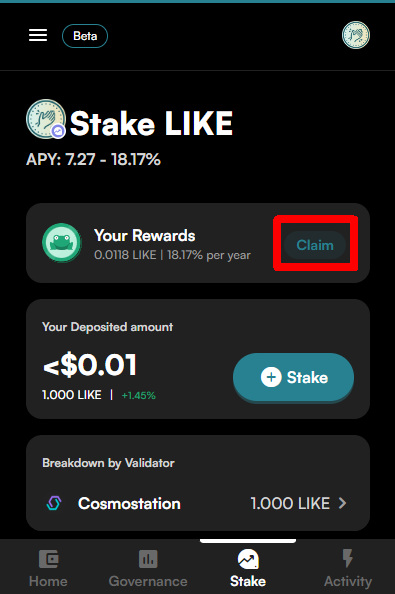 Beta
Stake LIKE
APY: 7.27 - 18.17%
Your Rewards
0.0118 LIKE | 18.17% per year
Claim
Your Deposited amount
<$0.01
1.000 LIKE | +1.45%
Stake
Breakdown by Validator
Cosmostation 1.000 LIKE
Home Governance Stake Activity